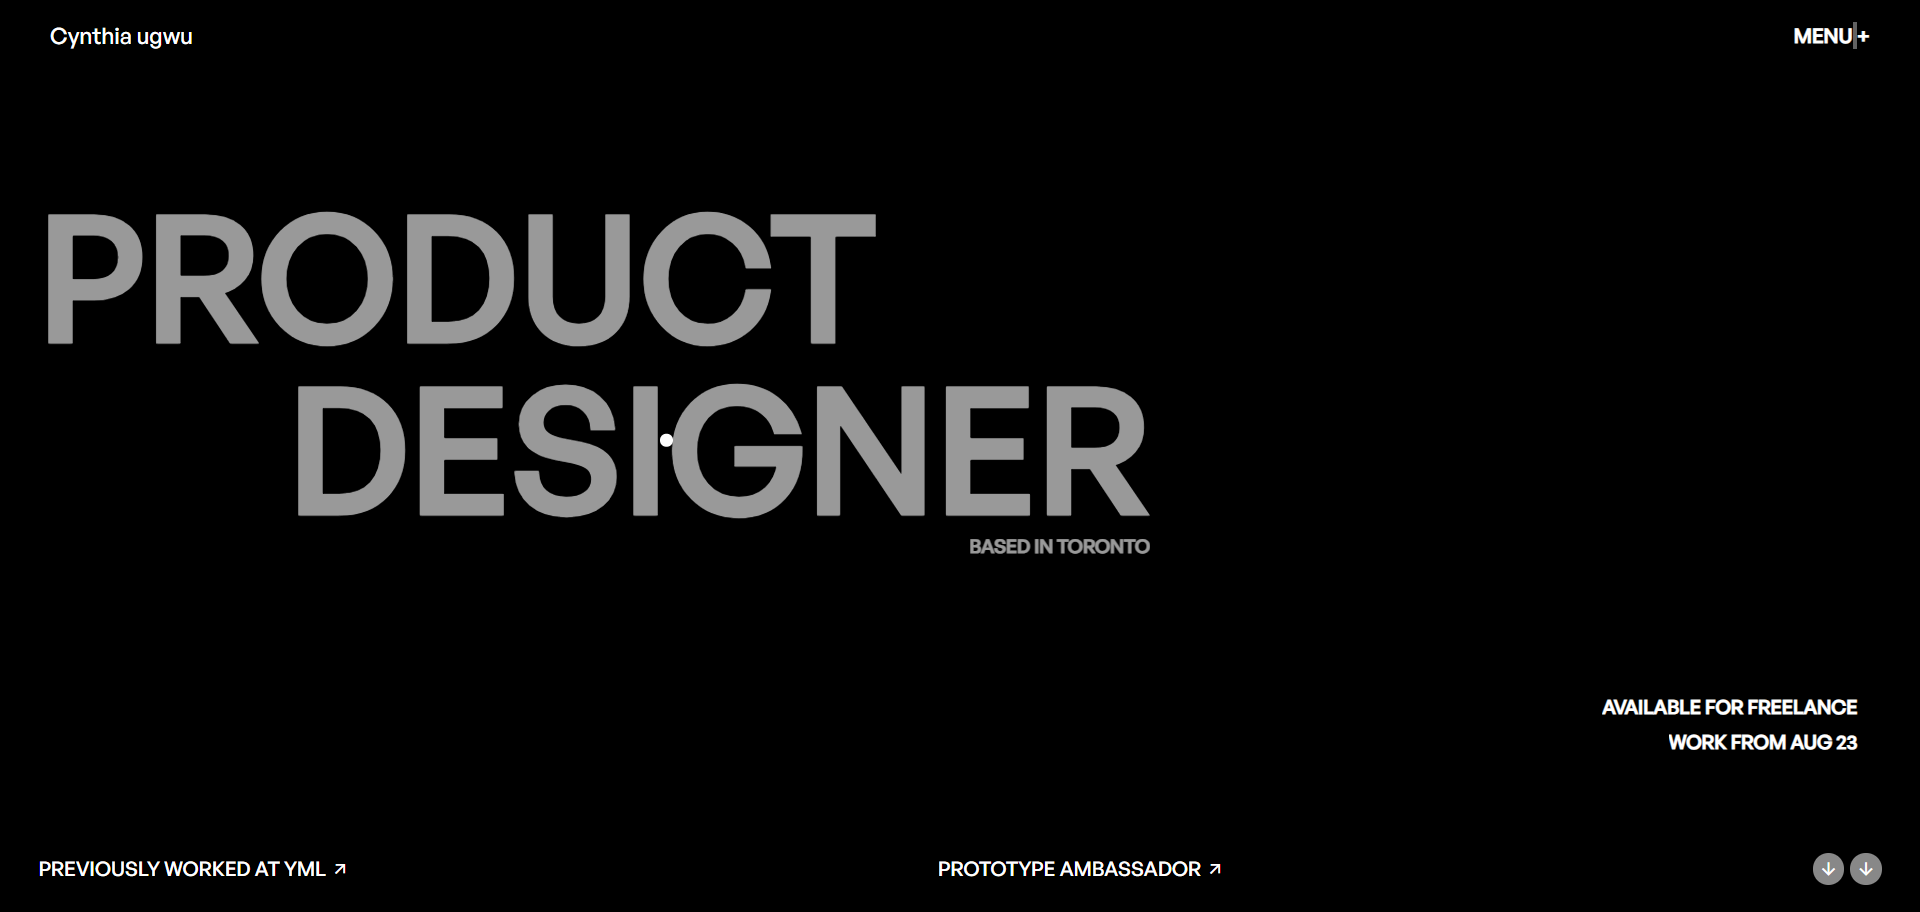 Cynthia ugwu
MENU +
PRODUCT
DESIGNER
BASED IN TORONTO
AVAILABLE FOR FREELANCE
WORK FROM AUG 23
PREVIOUSLY WORKED AT YML
PROTOTYPE AMBASSADOR